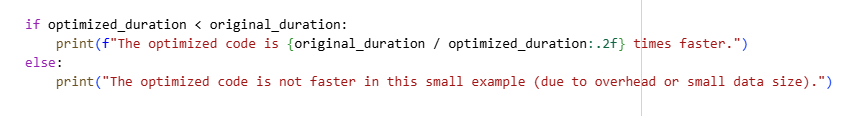 if optimized_duration < original_duration:
    print(f"The optimized code is {original_duration / optimized_duration:.2f} times faster.")
else:
    print("The optimized code is not faster in this small example (due to overhead or small data size).")